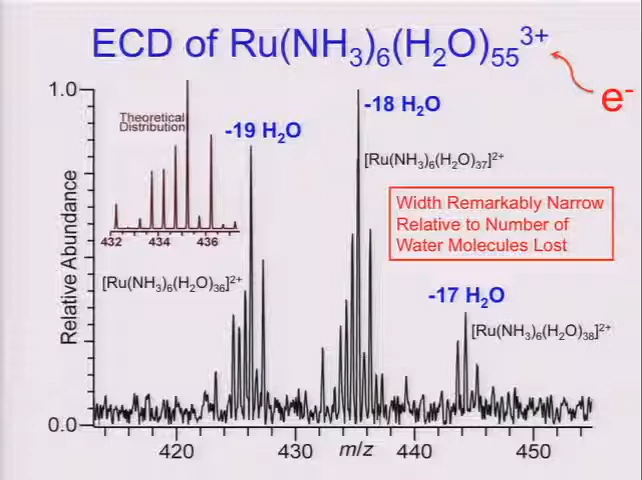 ECD of Ru(NH3)6(H2O)55^3+
e-
1.0
Theoretical
Distribution
-19 H2O
-18 H2O
[Ru(NH3)6(H2O)37]2+
Width Remarkably Narrow
Relative to Number of
Water Molecules Lost
432
434
436
[Ru(NH3)6(H2O)36]2+
-17 H2O
[Ru(NH3)6(H2O)38]2+
Relative Abundance
0.0
420
430
m/z
440
450